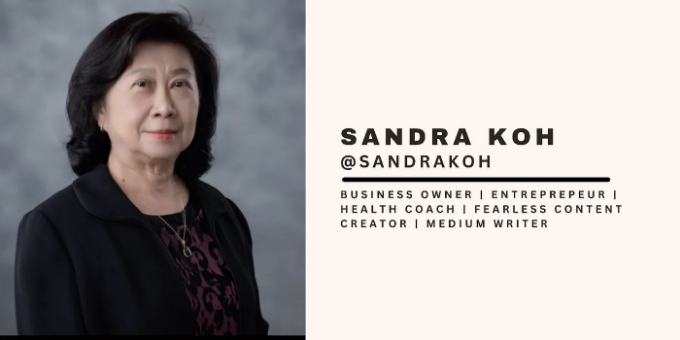 SANDRA KOH
@SANDRAKOH
BUSINESS OWNER | ENTREPREPEUR |
HEALTH COACH | FEARLESS CONTENT
CREATOR | MEDIUM WRITER